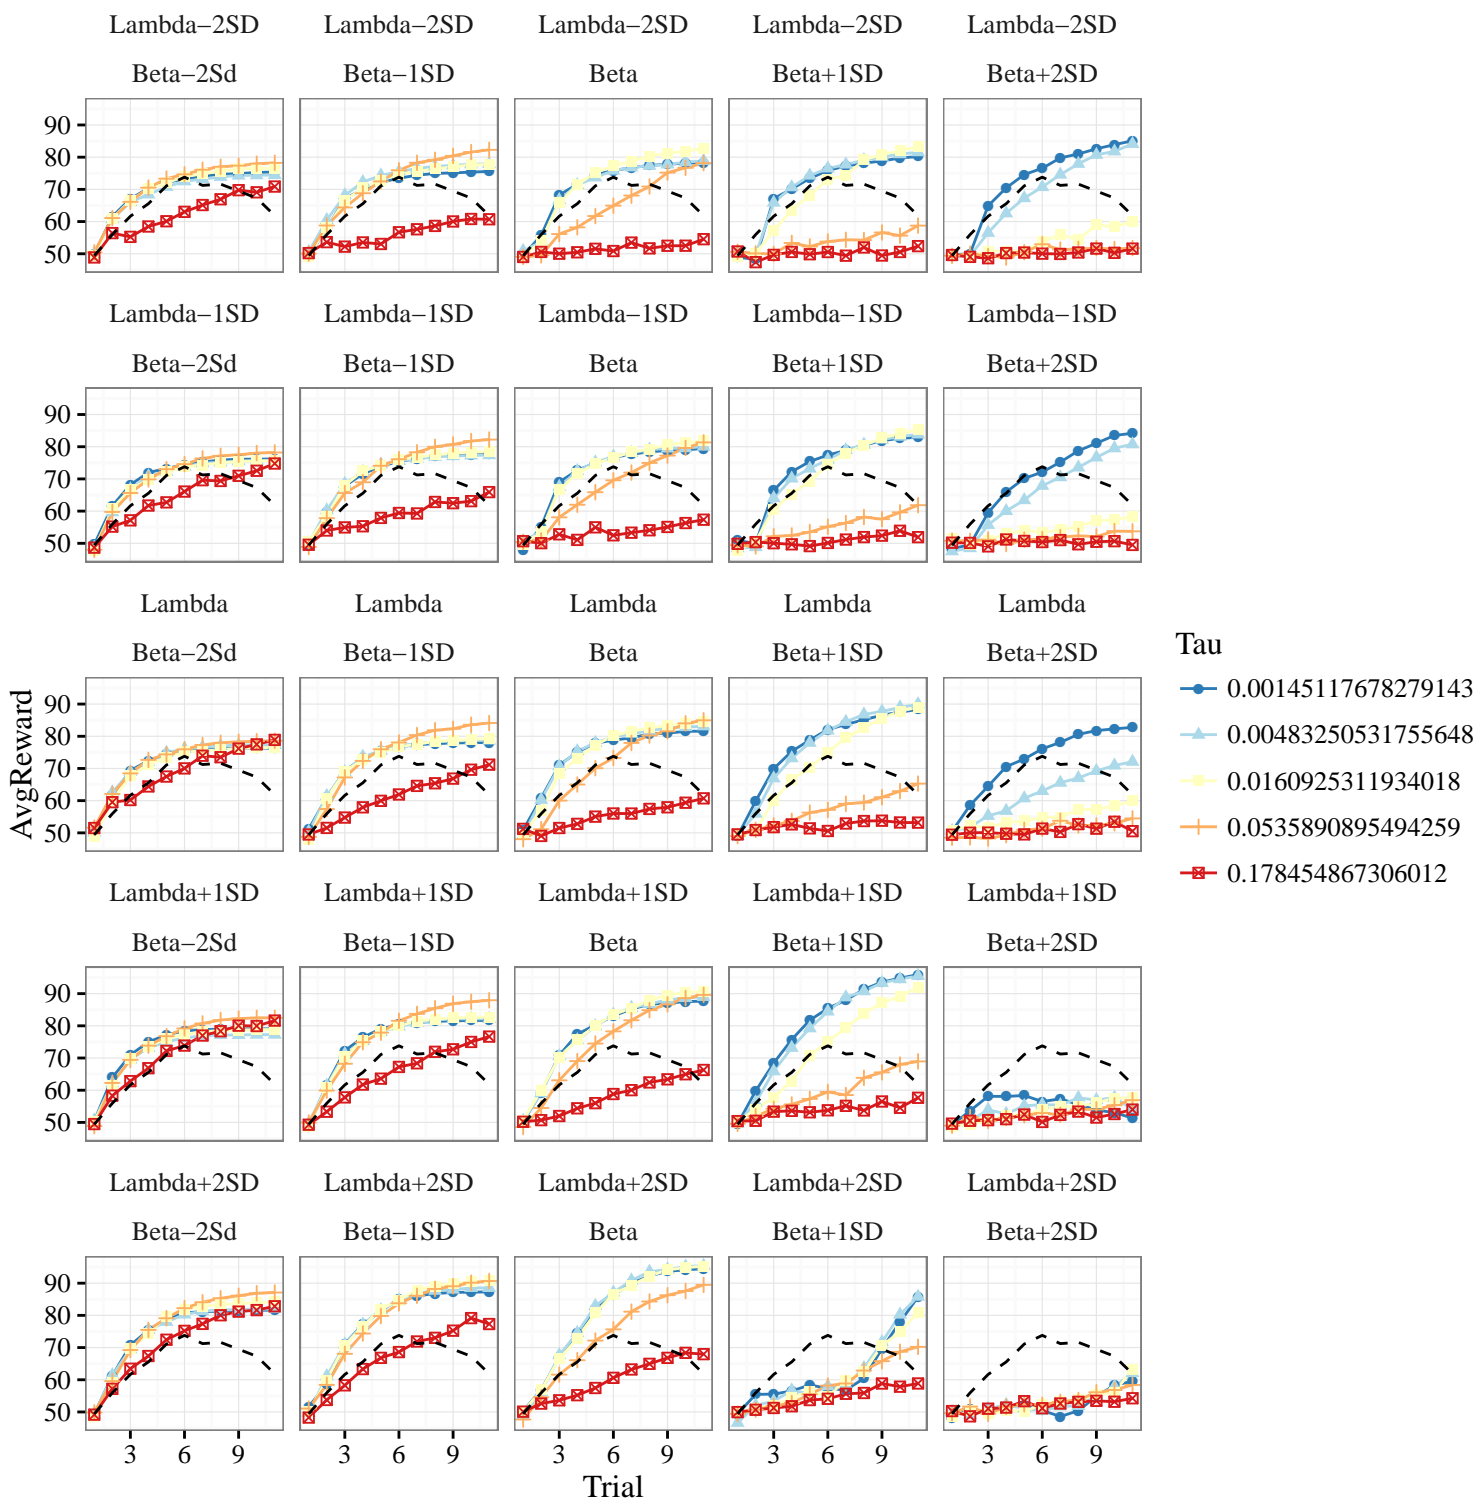 Lambda−2SD Lambda−2SD Lambda−2SD Lambda−2SD Lambda−2SD
Beta−2Sd Beta−1SD Beta Beta+1SD Beta+2SD
90
80
70
60
50
Lambda−1SD Lambda−1SD Lambda−1SD Lambda−1SD Lambda−1SD
Beta−2Sd Beta−1SD Beta Beta+1SD Beta+2SD
90
80
70
60
50
Lambda Lambda Lambda Lambda Lambda
Beta−2Sd Beta−1SD Beta Beta+1SD Beta+2SD
90
80
70
60
50
AvgReward
Lambda+1SD Lambda+1SD Lambda+1SD Lambda+1SD Lambda+1SD
Beta−2Sd Beta−1SD Beta Beta+1SD Beta+2SD
90
80
70
60
50
Lambda+2SD Lambda+2SD Lambda+2SD Lambda+2SD Lambda+2SD
Beta−2Sd Beta−1SD Beta Beta+1SD Beta+2SD
90
80
70
60
50
3 6 9 3 6 9 3 6 9 3 6 9 3 6 9
Trial
Tau
0.00145117678279143
0.00483250531755648
0.0160925311934018
0.0535890895494259
0.178454867306012